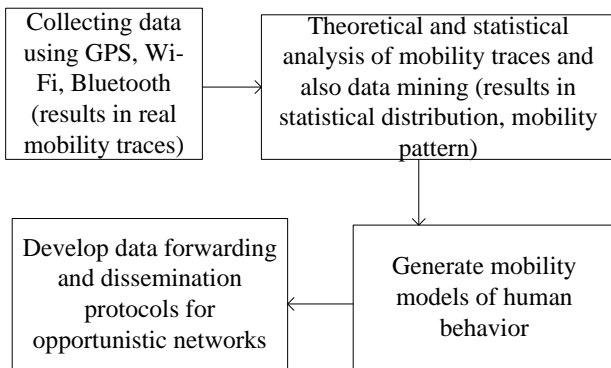 Collecting data
using GPS, Wi-
Fi, Bluetooth
(results in real
mobility traces)
Theoretical and statistical
analysis of mobility traces and
also data mining (results in
statistical distribution, mobility
pattern)
Generate mobility
models of human
behavior
Develop data forwarding
and dissemination
protocols for
opportunistic networks